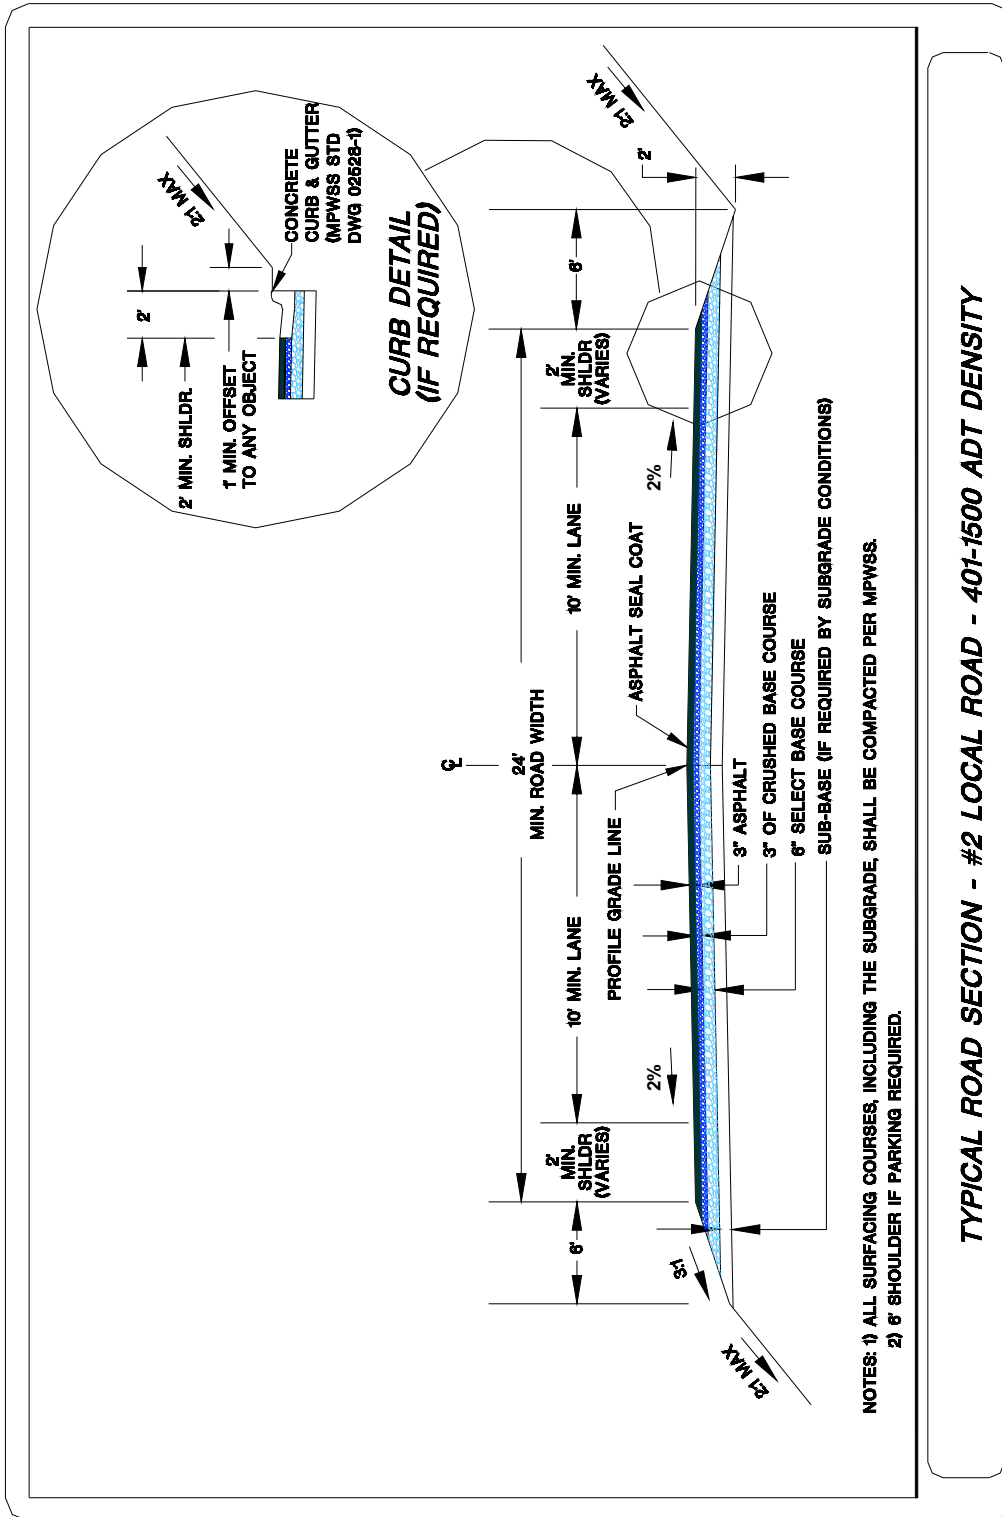 2:1 MAX
2'
2' MIN. SHLDR.
1' MIN. OFFSET
TO ANY OBJECT
CONCRETE
CURB & GUTTER
(MPWSS STD
DWG 02528-1)
CURB DETAIL
(IF REQUIRED)
℄
24'
MIN. ROAD WIDTH
6'
2'
MIN.
SHLDR
(VARIES)
10' MIN. LANE
10' MIN. LANE
2'
MIN.
SHLDR
(VARIES)
6'
2:1 MAX
2'
3:1
2%
PROFILE GRADE LINE
ASPHALT SEAL COAT
2%
2:1 MAX
3" ASPHALT
3" OF CRUSHED BASE COURSE
6" SELECT BASE COURSE
SUB-BASE (IF REQUIRED BY SUBGRADE CONDITIONS)
NOTES: 1) ALL SURFACING COURSES, INCLUDING THE SUBGRADE, SHALL BE COMPACTED PER MPWSS.
2) 6' SHOULDER IF PARKING REQUIRED.
TYPICAL ROAD SECTION - #2 LOCAL ROAD - 401-1500 ADT DENSITY